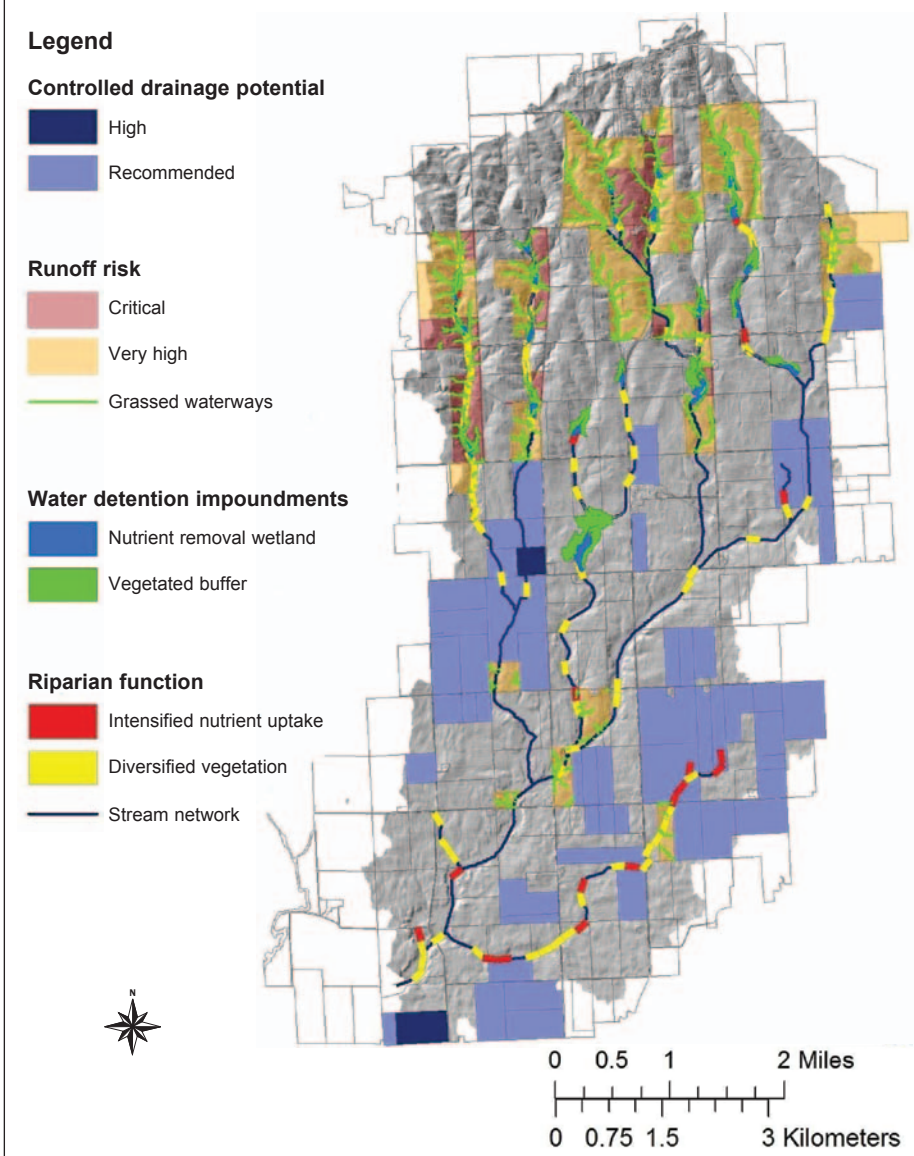 Legend
Controlled drainage potential
High
Recommended
Runoff risk
Critical
Very high
Grassed waterways
Water detention impoundments
Nutrient removal wetland
Vegetated buffer
Riparian function
Intensified nutrient uptake
Diversified vegetation
Stream network
N
0 0.5 1 2 Miles
0 0.75 1.5 3 Kilometers